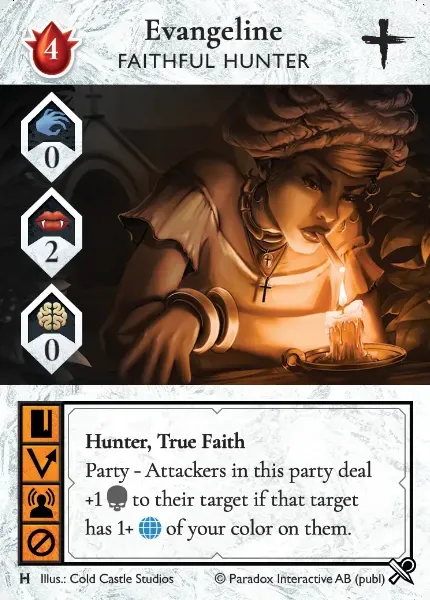 Evangeline
4
FAITHFUL HUNTER
0
2
0
Hunter, True Faith
Party - Attackers in this party deal
+1 to their target if that target
has 1+ of your color on them.
H Illus.: Cold Castle Studios © Paradox Interactive AB (publ)